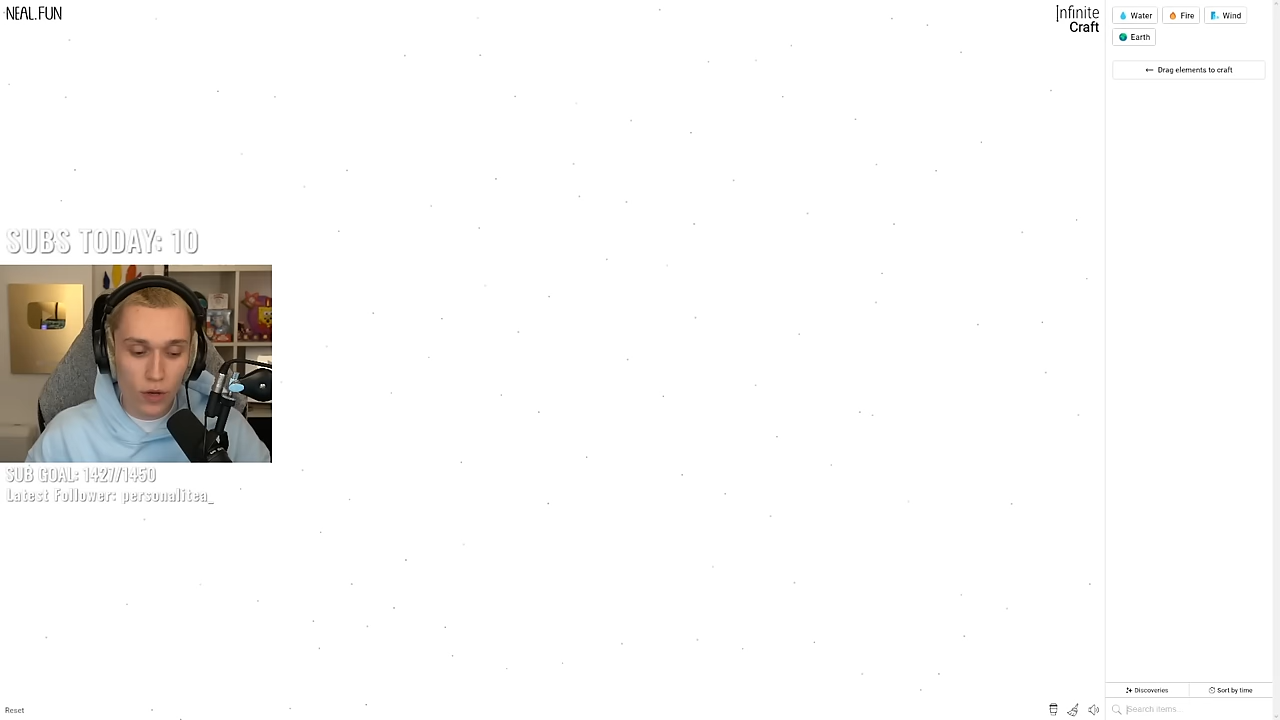 NEAL.FUN
Infinite
Craft
Water
Fire
Wind
Earth
← Drag elements to craft
SUBS TODAY: 10
SUB GOAL: 1427/1450
Latest Follower: personalitea_
Reset
Discoveries
Sort by time
Search items...